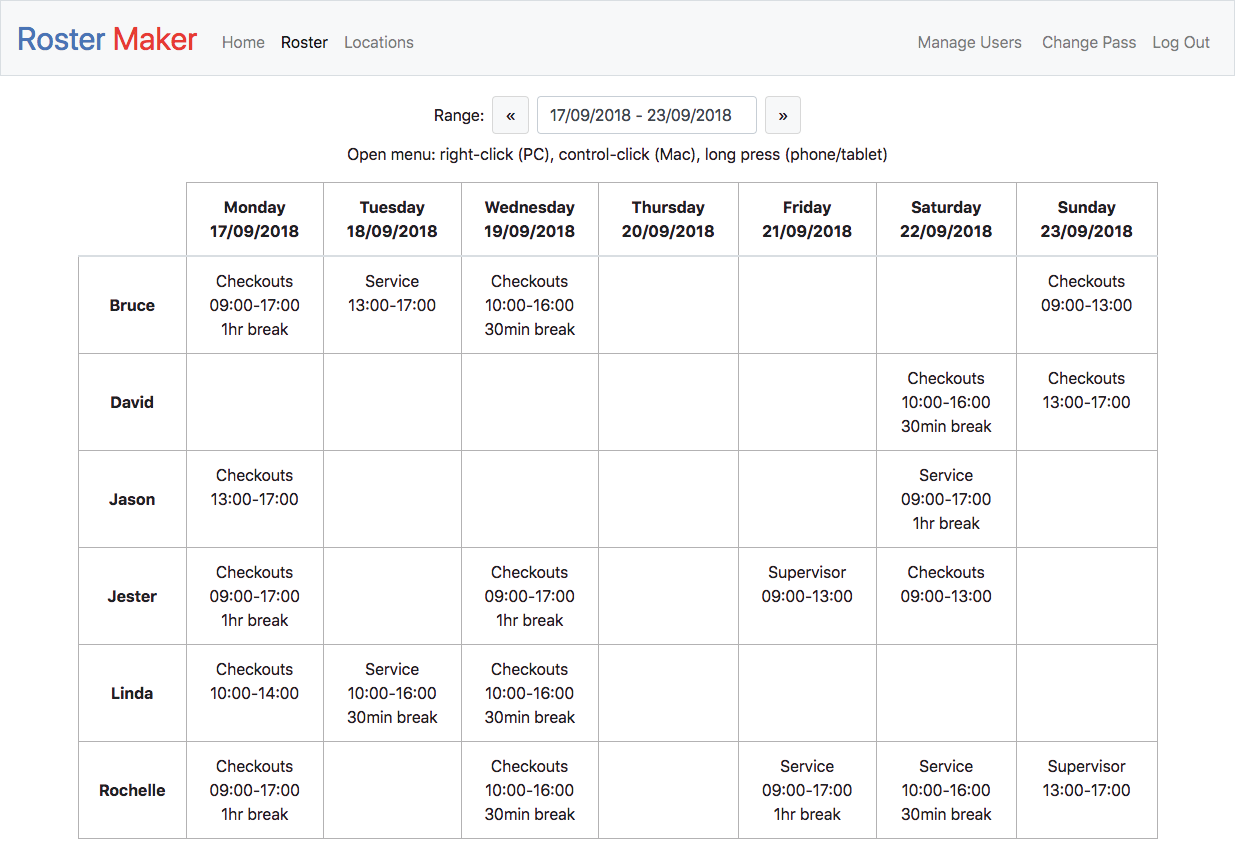 Roster Maker Home Roster Locations Manage Users Change Pass Log Out
Range: « 17/09/2018 - 23/09/2018 »
Open menu: right-click (PC), control-click (Mac), long press (phone/tablet)
Monday Tuesday Wednesday Thursday Friday Saturday Sunday
17/09/2018 18/09/2018 19/09/2018 20/09/2018 21/09/2018 22/09/2018 23/09/2018
Checkouts Service Checkouts Checkouts
Bruce 09:00-17:00 13:00-17:00 10:00-16:00 09:00-13:00
1hr break 30min break
Checkouts Checkouts
David 10:00-16:00 13:00-17:00
30min break
Checkouts Service
Jason 13:00-17:00 09:00-17:00
1hr break
Checkouts Checkouts Supervisor Checkouts
Jester 09:00-17:00 09:00-17:00 09:00-13:00 09:00-13:00
1hr break 1hr break
Checkouts Service Checkouts
Linda 10:00-14:00 10:00-16:00 10:00-16:00
30min break 30min break
Checkouts Checkouts Service Service Supervisor
Rochelle 09:00-17:00 10:00-16:00 09:00-17:00 10:00-16:00 13:00-17:00
1hr break 30min break 1hr break 30min break